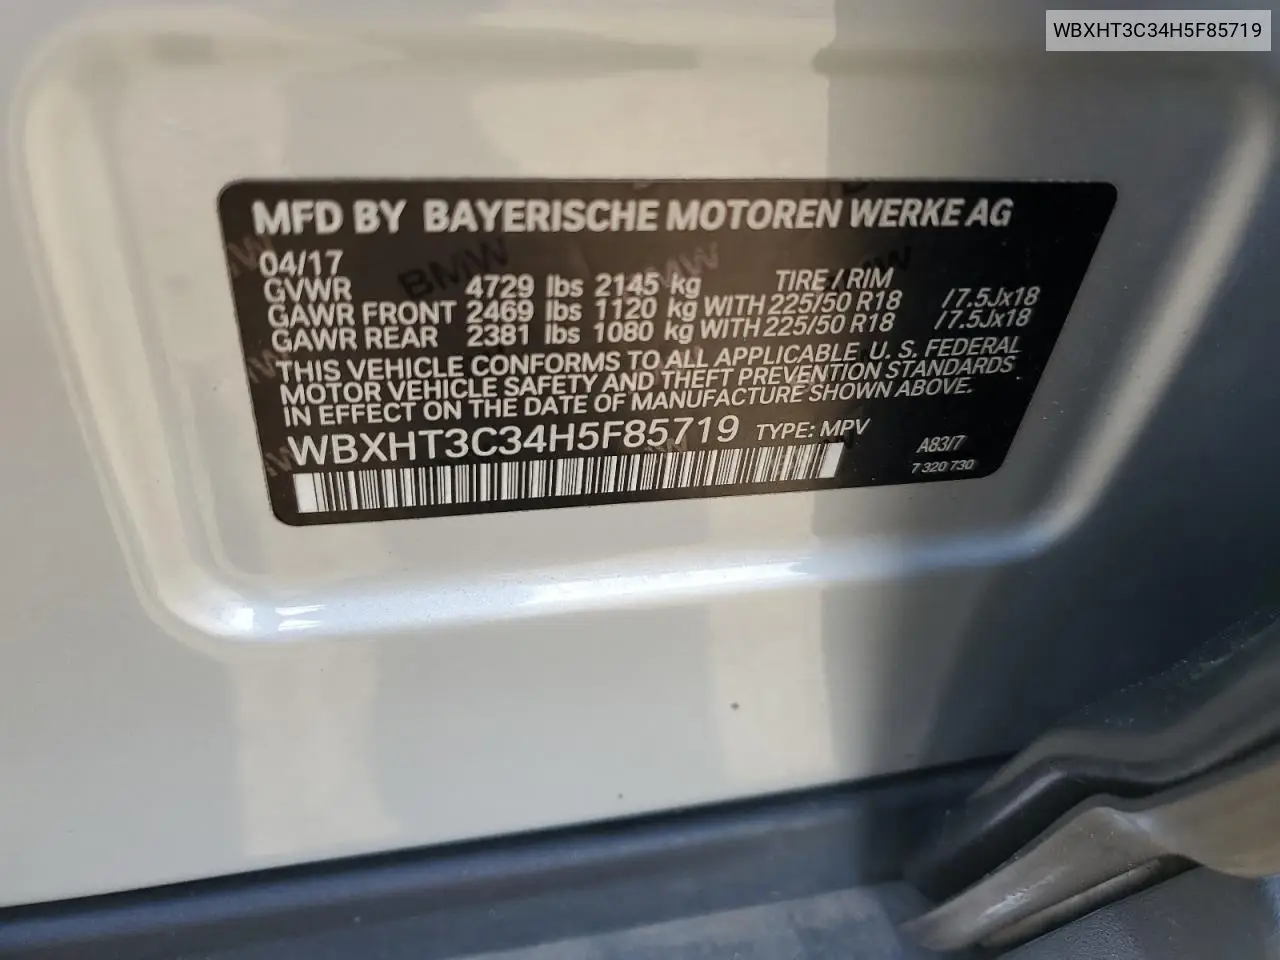 WBXHT3C34H5F85719
MFD BY BAYERISCHE MOTOREN WERKE AG
04/17
GVWR 4729 lbs 2145 kg TIRE / RIM
GAWR FRONT 2469 lbs 1120 kg WITH 225/50 R18 /7.5Jx18
GAWR REAR 2381 lbs 1080 kg WITH 225/50 R18 /7.5Jx18
THIS VEHICLE CONFORMS TO ALL APPLICABLE U. S. FEDERAL
MOTOR VEHICLE SAFETY AND THEFT PREVENTION STANDARDS
IN EFFECT ON THE DATE OF MANUFACTURE SHOWN ABOVE.
WBXHT3C34H5F85719 TYPE: MPV
A83/7
7 320 730